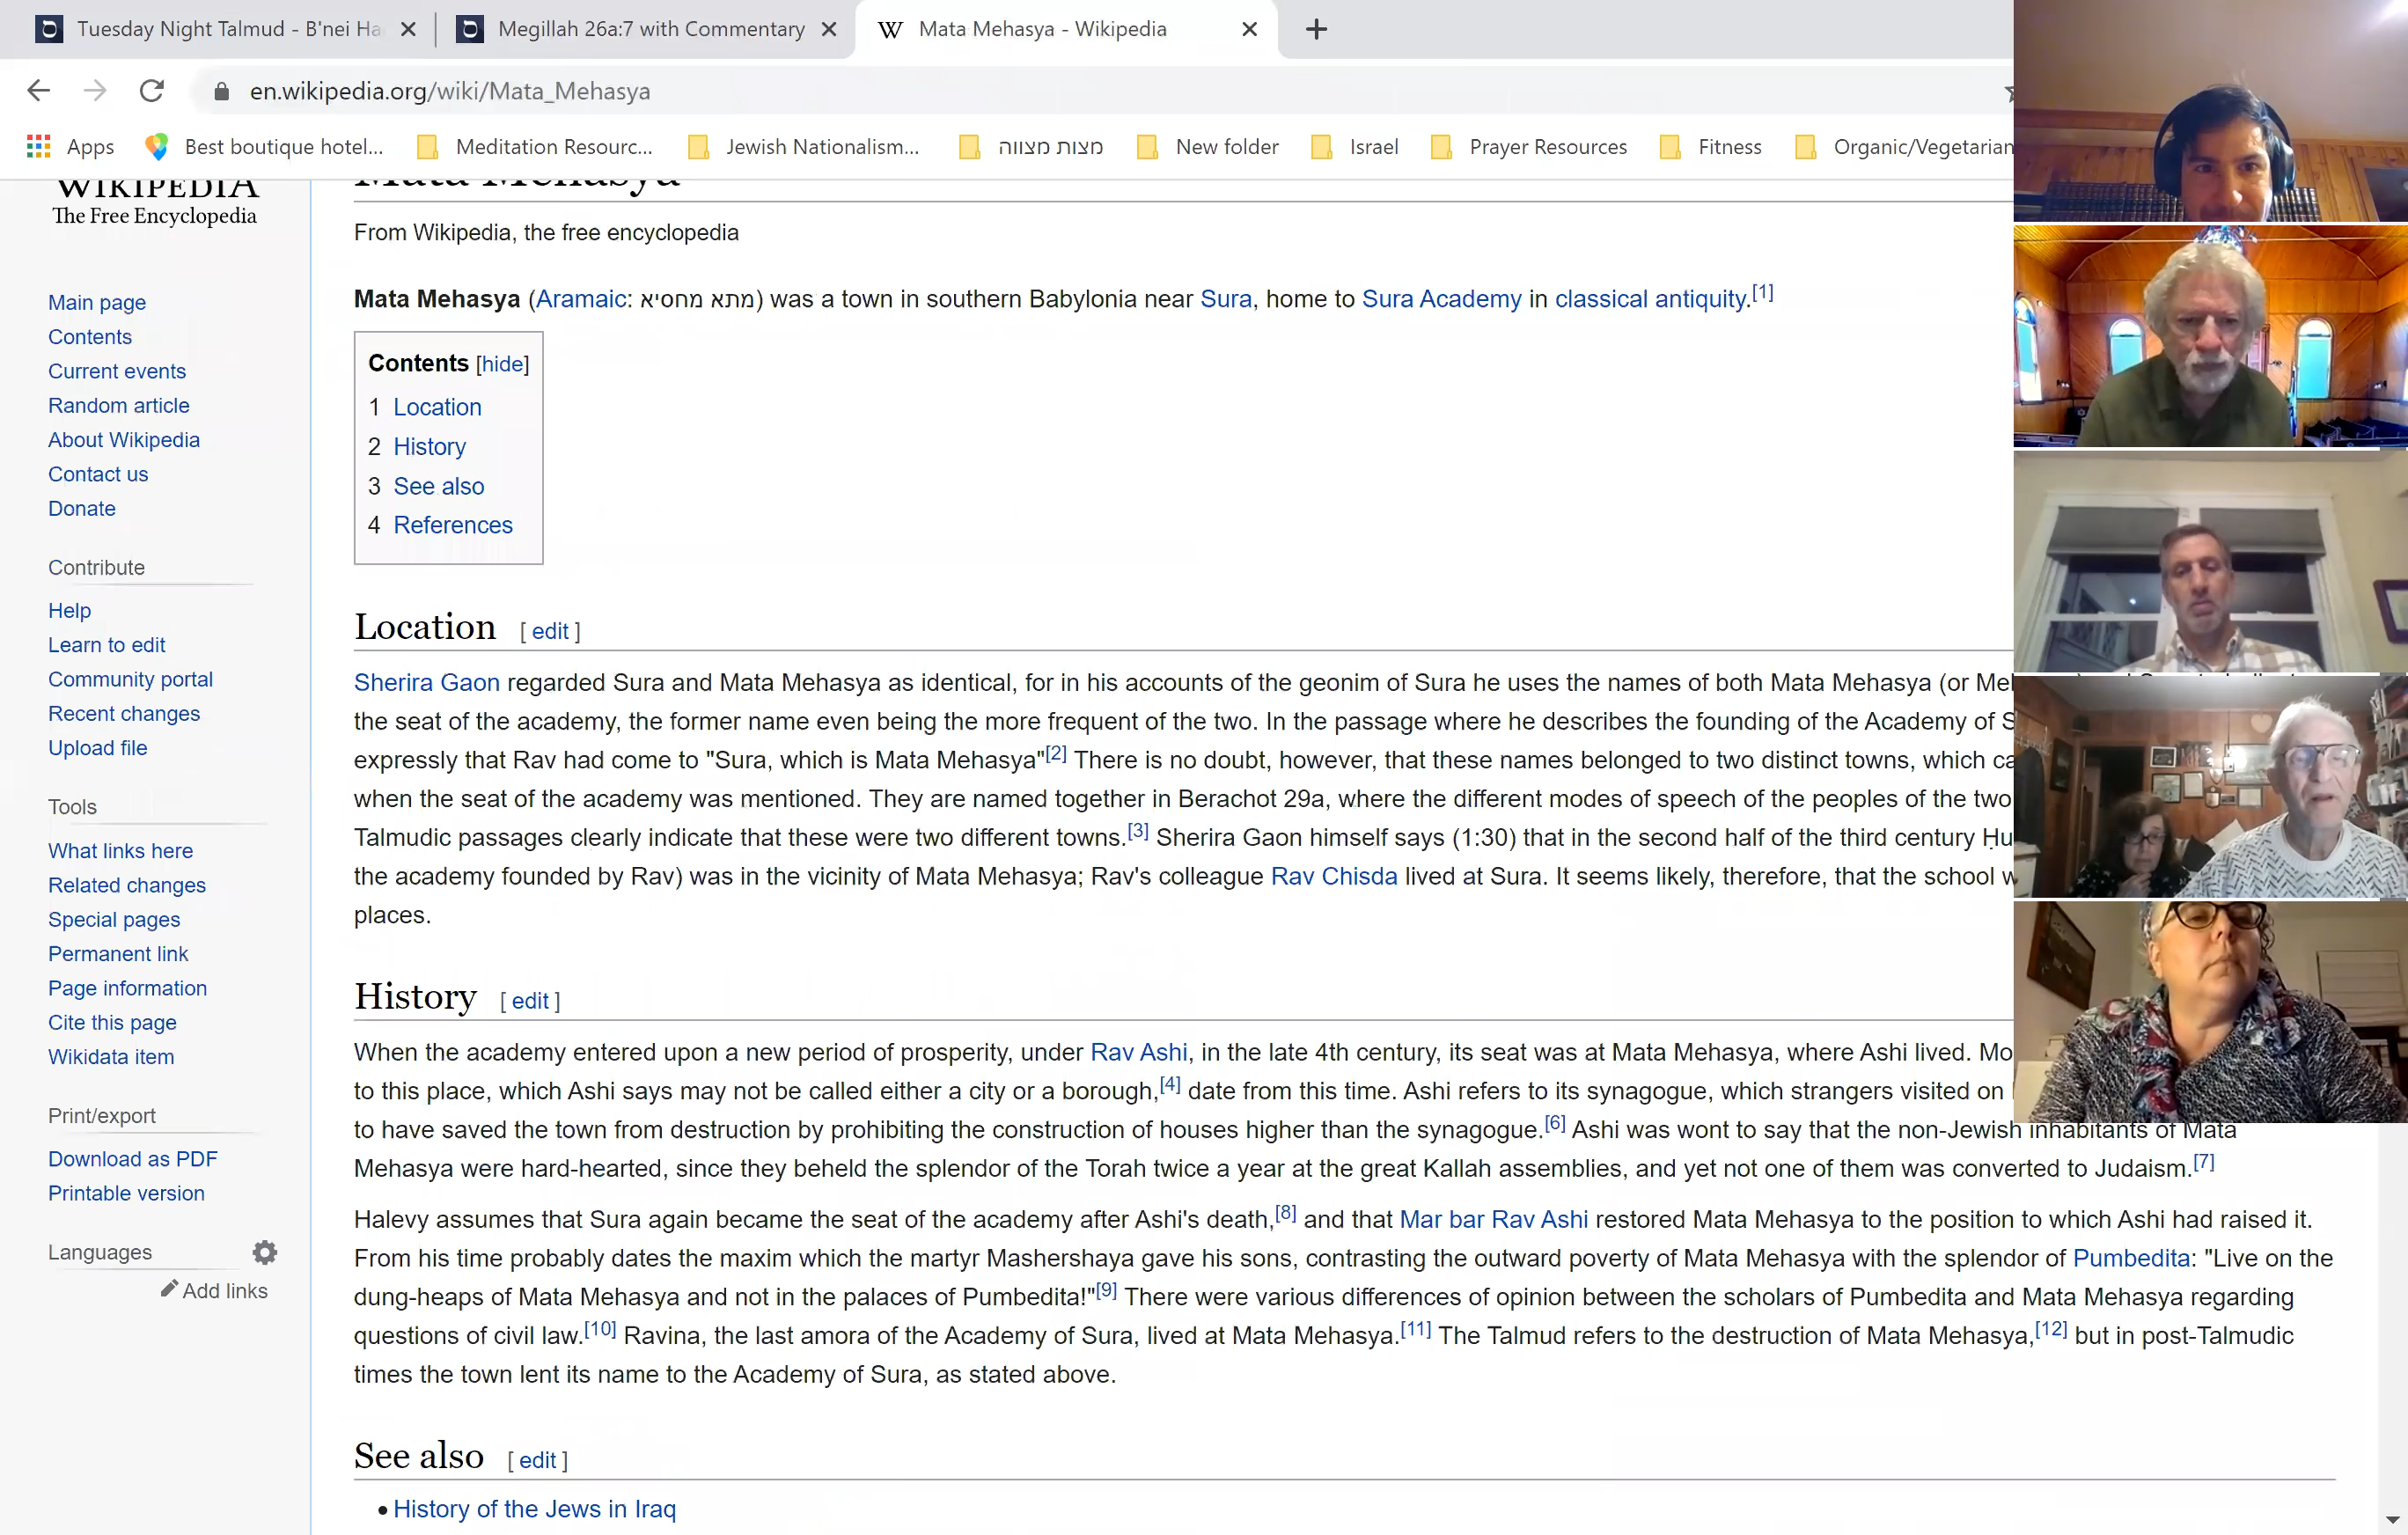 Tuesday Night Talmud - B'nei Ha
Megillah 26a:7 with Commentary
W Mata Mehasya - Wikipedia
en.wikipedia.org/wiki/Mata_Mehasya
Apps
Best boutique hotel...
Meditation Resourc...
Jewish Nationalism...
מצות מצווה
New folder
Israel
Prayer Resources
Fitness
Organic/Vegetarian
WIKIPEDIA
The Free Encyclopedia
Main page
Contents
Current events
Random article
About Wikipedia
Contact us
Donate
Contribute
Help
Learn to edit
Community portal
Recent changes
Upload file
Tools
What links here
Related changes
Special pages
Permanent link
Page information
Cite this page
Wikidata item
Print/export
Download as PDF
Printable version
Languages
Add links
Mata Mehasya
From Wikipedia, the free encyclopedia
Mata Mehasya (Aramaic: מתא מחסיא) was a town in southern Babylonia near Sura, home to Sura Academy in classical antiquity.[1]
Contents [hide]
1 Location
2 History
3 See also
4 References
Location [ edit ]
Sherira Gaon regarded Sura and Mata Mehasya as identical, for in his accounts of the geonim of Sura he uses the names of both Mata Mehasya (or
the seat of the academy, the former name even being the more frequent of the two. In the passage where he describes the founding of the Academy of
expressly that Rav had come to "Sura, which is Mata Mehasya"[2] There is no doubt, however, that these names belonged to two distinct towns, which
when the seat of the academy was mentioned. They are named together in Berachot 29a, where the different modes of speech of the peoples of the two
Talmudic passages clearly indicate that these were two different towns.[3] Sherira Gaon himself says (1:30) that in the second half of the third century
the academy founded by Rav) was in the vicinity of Mata Mehasya; Rav's colleague Rav Chisda lived at Sura. It seems likely, therefore, that the school
places.
History [ edit ]
When the academy entered upon a new period of prosperity, under Rav Ashi, in the late 4th century, its seat was at Mata Mehasya, where Ashi lived.
to this place, which Ashi says may not be called either a city or a borough,[4] date from this time. Ashi refers to its synagogue, which strangers visited on
to have saved the town from destruction by prohibiting the construction of houses higher than the synagogue.[6] Ashi was wont to say that the non-Jewish inhabitants of Mata
Mehasya were hard-hearted, since they beheld the splendor of the Torah twice a year at the great Kallah assemblies, and yet not one of them was converted to Judaism.[7]
Halevy assumes that Sura again became the seat of the academy after Ashi's death,[8] and that Mar bar Rav Ashi restored Mata Mehasya to the position to which Ashi had raised it.
From his time probably dates the maxim which the martyr Mashershaya gave his sons, contrasting the outward poverty of Mata Mehasya with the splendor of Pumbedita: "Live on the
dung-heaps of Mata Mehasya and not in the palaces of Pumbedita!"[9] There were various differences of opinion between the scholars of Pumbedita and Mata Mehasya regarding
questions of civil law.[10] Ravina, the last amora of the Academy of Sura, lived at Mata Mehasya.[11] The Talmud refers to the destruction of Mata Mehasya,[12] but in post-Talmudic
times the town lent its name to the Academy of Sura, as stated above.
See also [ edit ]
• History of the Jews in Iraq